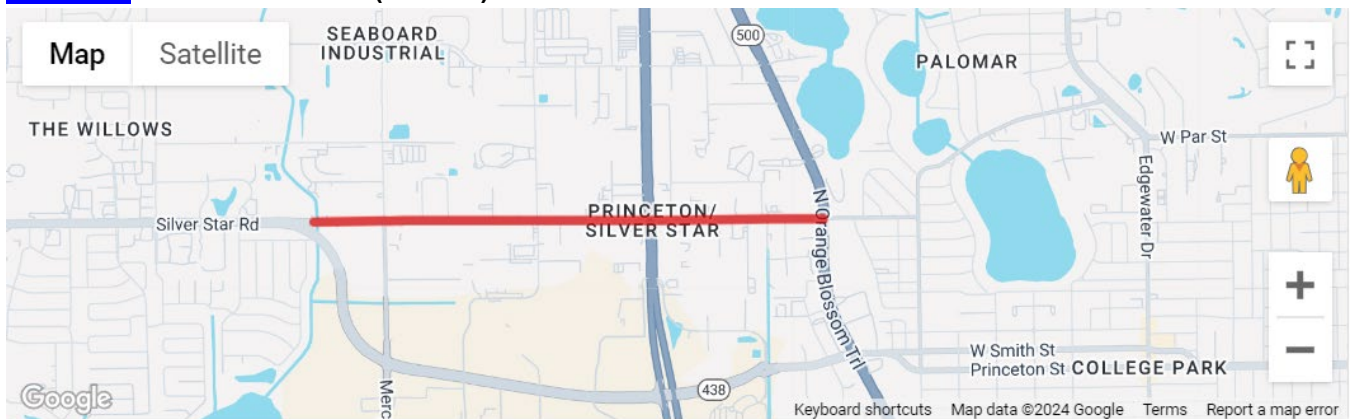 Map
Satellite
SEABOARD
INDUSTRIAL
500
PALOMAR
THE WILLOWS
W Par St
Edgewater Dr
Silver Star Rd
PRINCETON/
SILVER STAR
N Orange Blossom Trl
W Smith St
Princeton St
COLLEGE PARK
438
Merc
Google
Keyboard shortcuts
Map data ©2024 Google
Terms
Report a map error